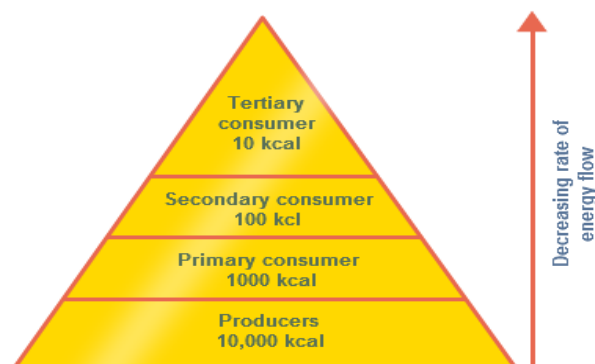 Tertiary
consumer
10 kcal
Secondary consumer
100 kcl
Primary consumer
1000 kcal
Producers
10,000 kcal
Decreasing rate of
energy flow